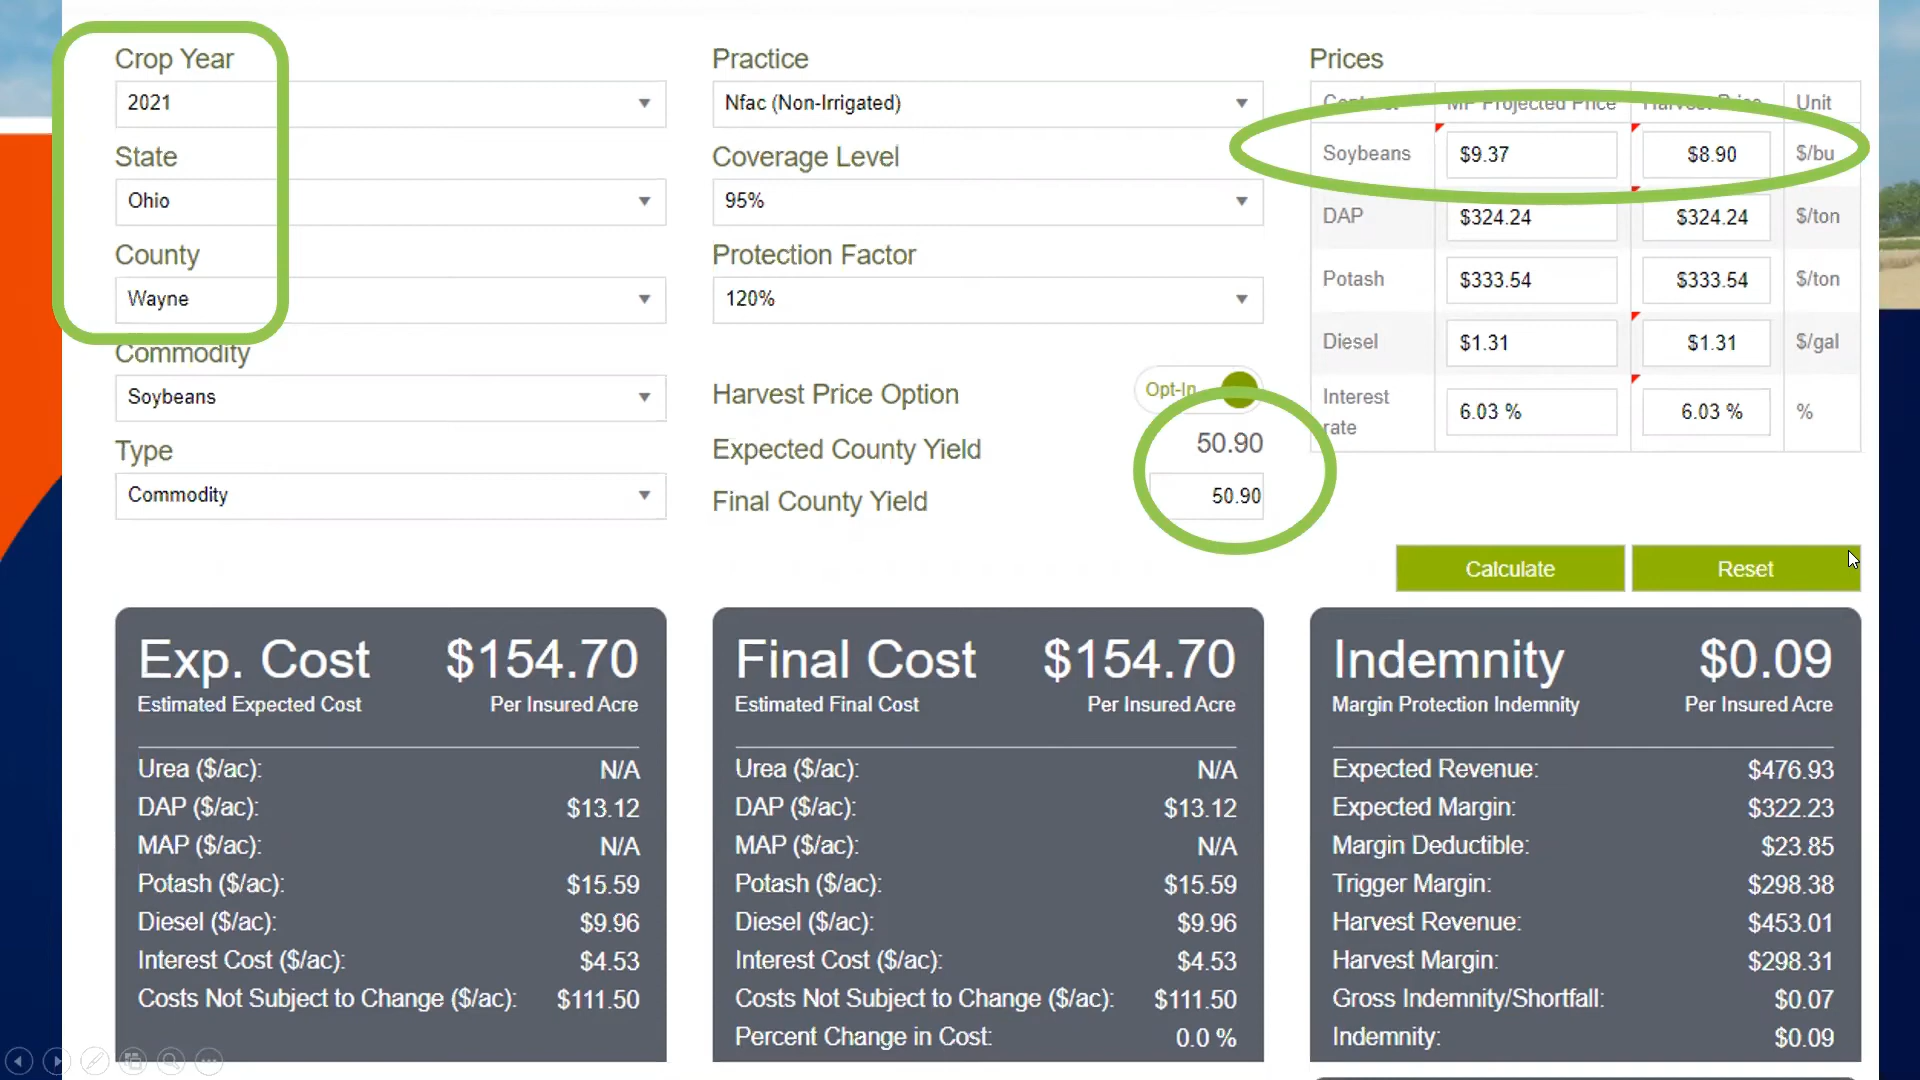 Crop Year
2021
State
Ohio
County
Wayne
Commodity
Soybeans
Type
Commodity
Practice
Nfac (Non-Irrigated)
Coverage Level
95%
Protection Factor
120%
Harvest Price Option Opt-In
Expected County Yield 50.90
Final County Yield 50.90
Prices
Contract MP Projected Price Harvest Price Unit
Soybeans $9.37 $8.90 $/bu
DAP $324.24 $324.24 $/ton
Potash $333.54 $333.54 $/ton
Diesel $1.31 $1.31 $/gal
Interest rate 6.03 % 6.03 % %
Calculate Reset
Exp. Cost $154.70
Estimated Expected Cost Per Insured Acre
Urea ($/ac): N/A
DAP ($/ac): $13.12
MAP ($/ac): N/A
Potash ($/ac): $15.59
Diesel ($/ac): $9.96
Interest Cost ($/ac): $4.53
Costs Not Subject to Change ($/ac): $111.50
Final Cost $154.70
Estimated Final Cost Per Insured Acre
Urea ($/ac): N/A
DAP ($/ac): $13.12
MAP ($/ac): N/A
Potash ($/ac): $15.59
Diesel ($/ac): $9.96
Interest Cost ($/ac): $4.53
Costs Not Subject to Change ($/ac): $111.50
Percent Change in Cost: 0.0 %
Indemnity $0.09
Margin Protection Indemnity Per Insured Acre
Expected Revenue: $476.93
Expected Margin: $322.23
Margin Deductible: $23.85
Trigger Margin: $298.38
Harvest Revenue: $453.01
Harvest Margin: $298.31
Gross Indemnity/Shortfall: $0.07
Indemnity: $0.09